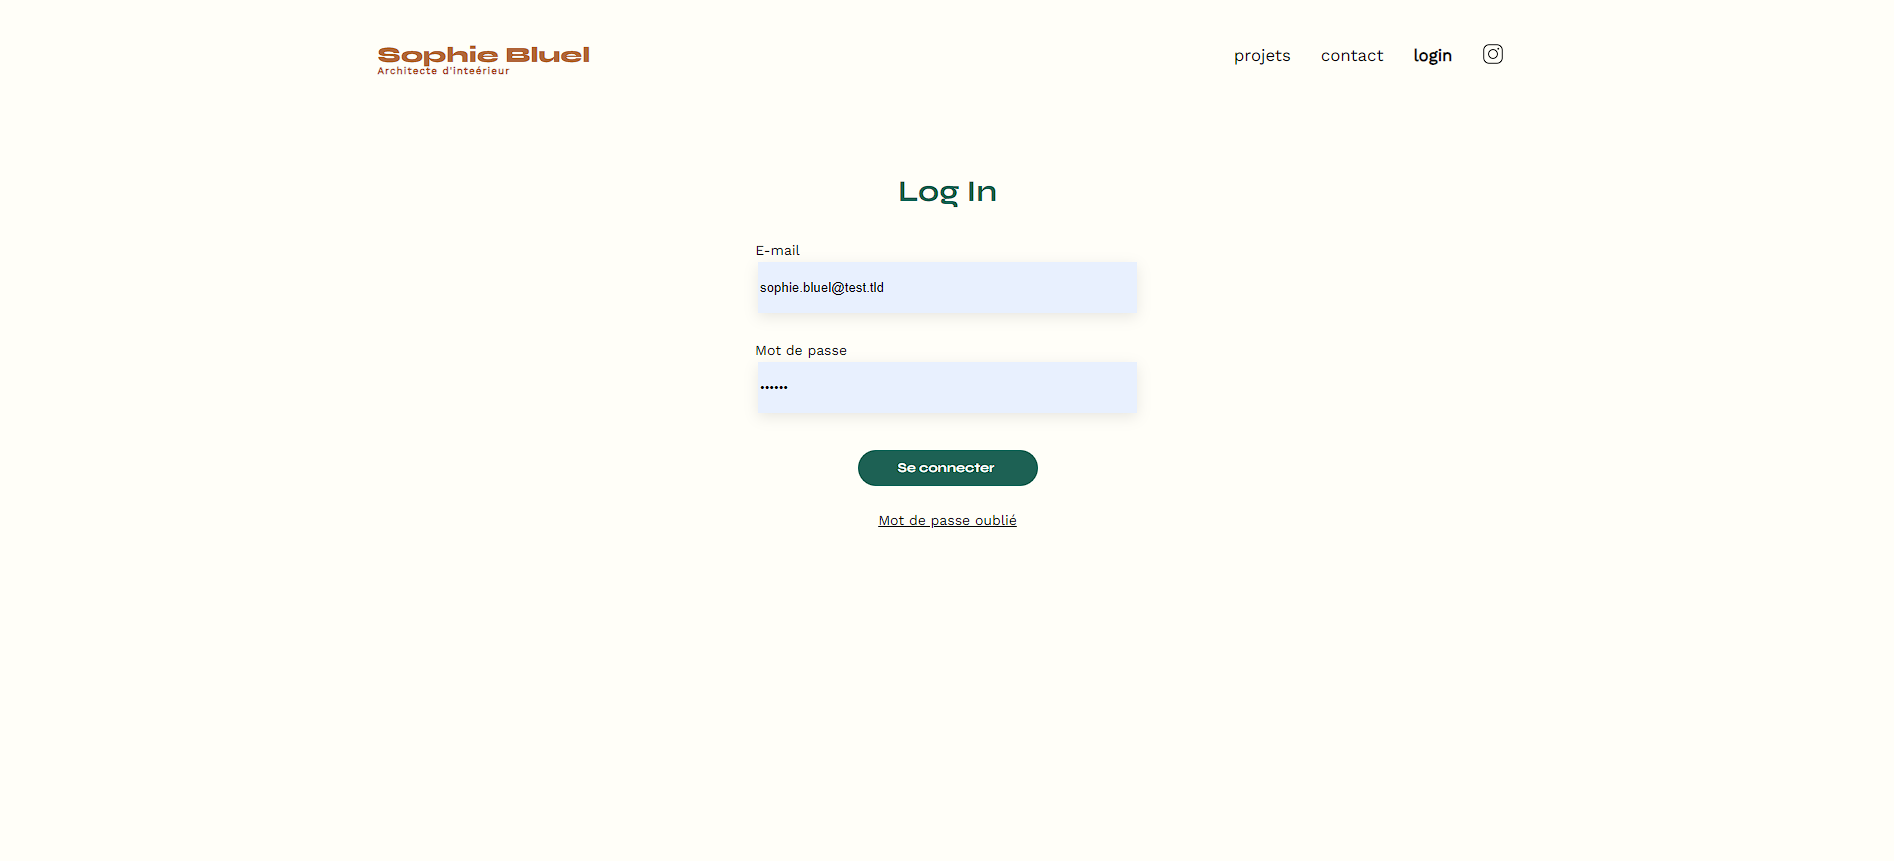 Sophie Bluel
Architecte d'inteérieur
projets contact login
Log In
E-mail
sophie.bluel@test.tld
Mot de passe
••••••
Se connecter
Mot de passe oublié